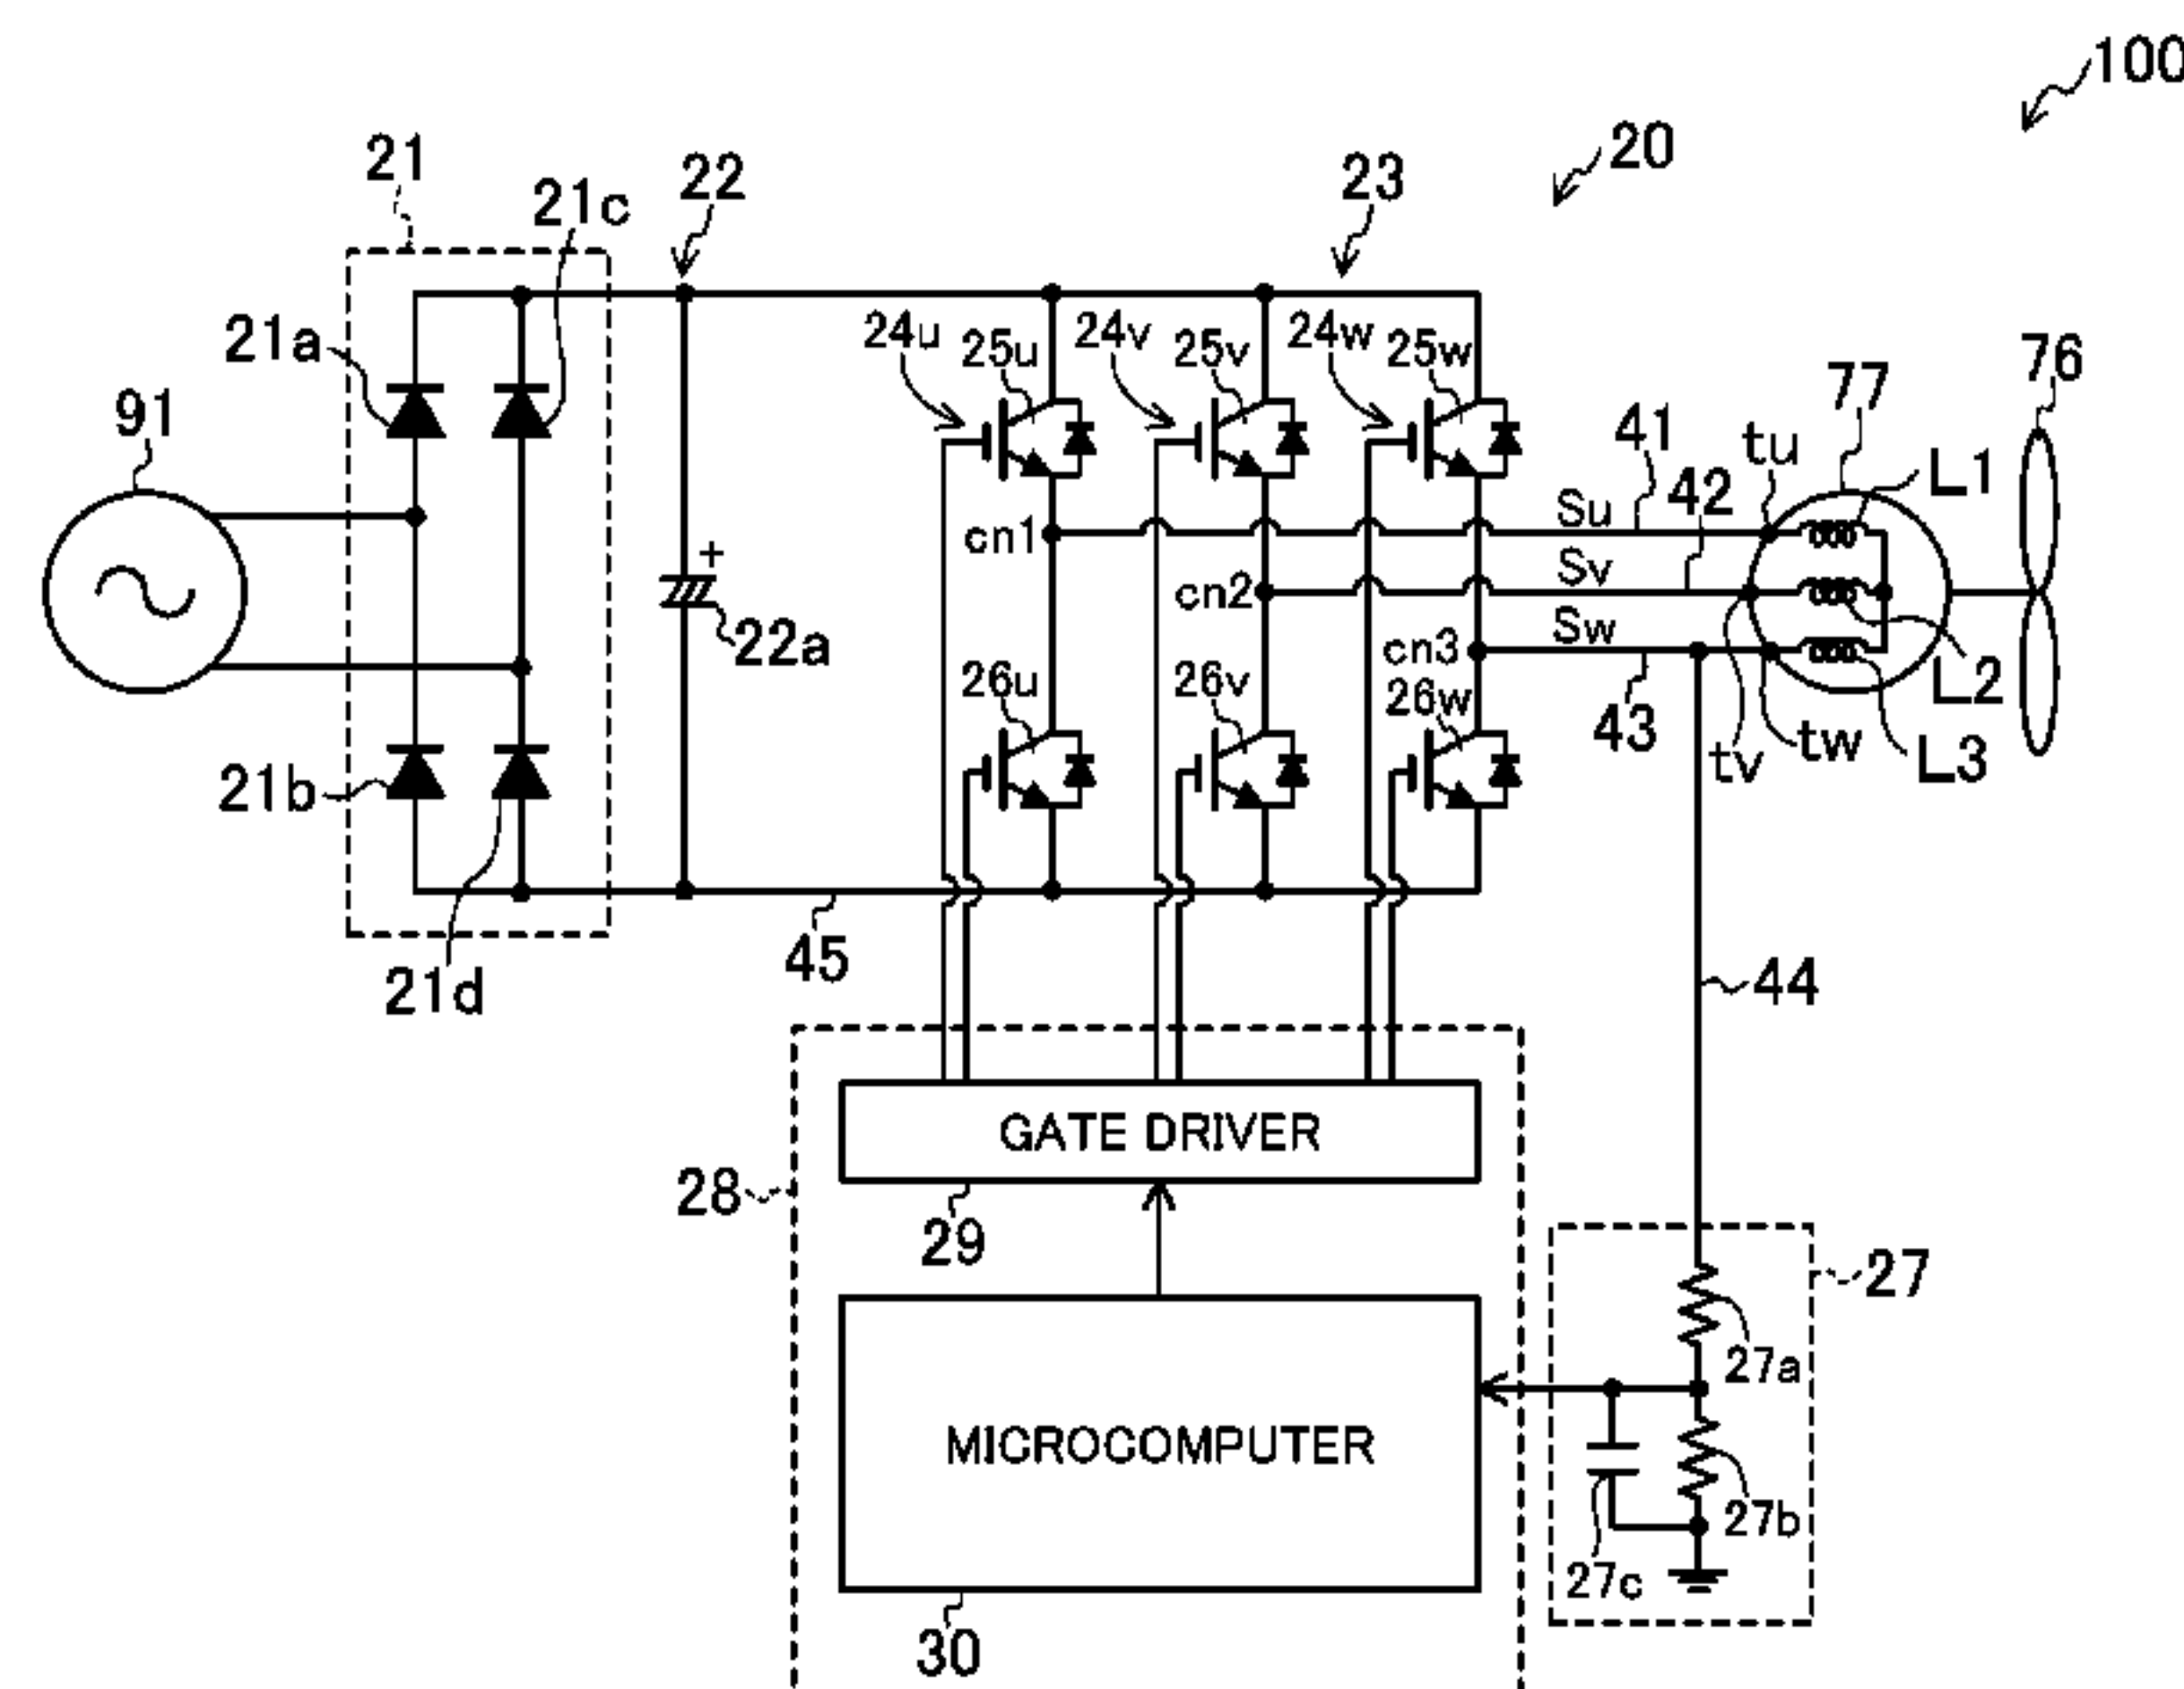 100
20
21
22
23
21c
24u
25u
24v
25v
24w
25w
21a
76
77
91
41
tu
42
L1
Su
cn1
+
Sv
cn2
Sw
22a
cn3
26u
26v
26w
L2
43
tv
tw
L3
21b
45
44
21d
GATE DRIVER
28
29
27
27a
MICROCOMPUTER
27b
27c
30